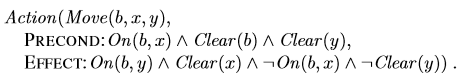 Action(Move(b, x, y),
PRECOND: On(b, x) ∧ Clear(b) ∧ Clear(y),
EFFECT: On(b, y) ∧ Clear(x) ∧ ¬On(b, x) ∧ ¬Clear(y)) .